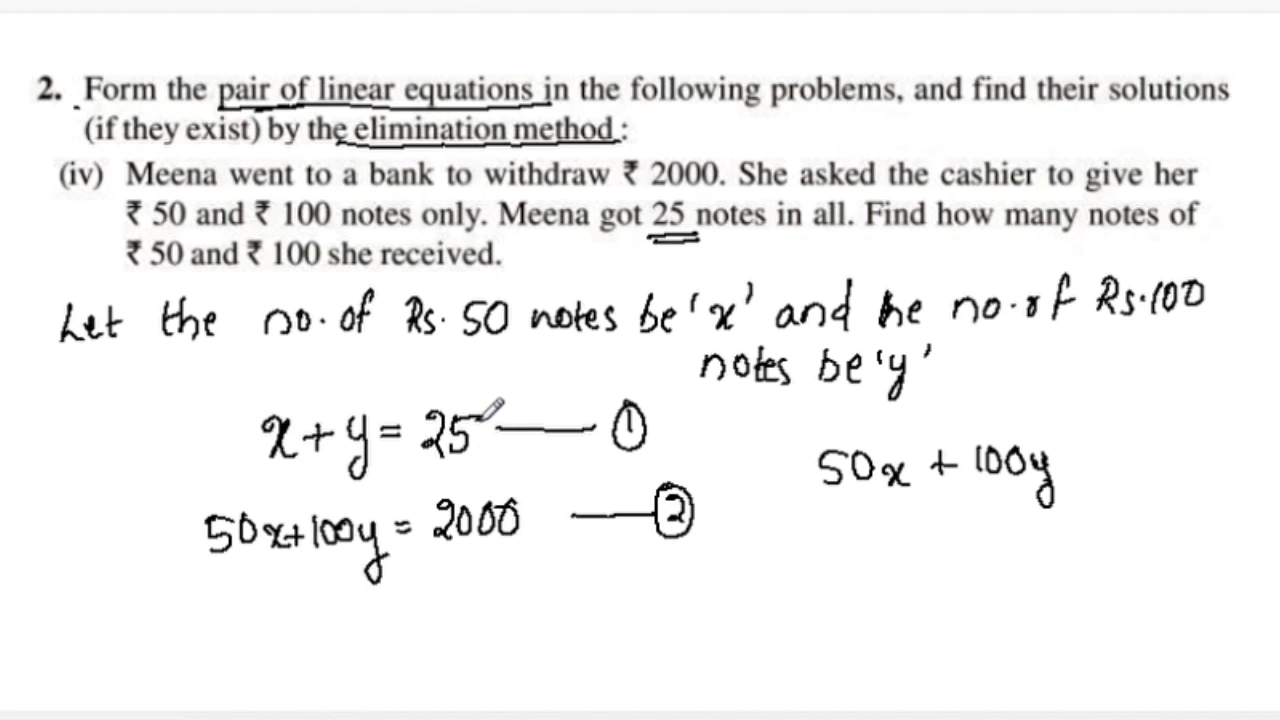 2. Form the pair of linear equations in the following problems, and find their solutions
(if they exist) by the elimination method :
(iv) Meena went to a bank to withdraw ₹ 2000. She asked the cashier to give her
₹ 50 and ₹ 100 notes only. Meena got 25 notes in all. Find how many notes of
₹ 50 and ₹ 100 she received.
Let the no. of Rs. 50 notes be 'x' and he no. of Rs.100
notes be 'y'
x + y = 25 — ①
50x + 100y
50x+100y = 2000 — ②